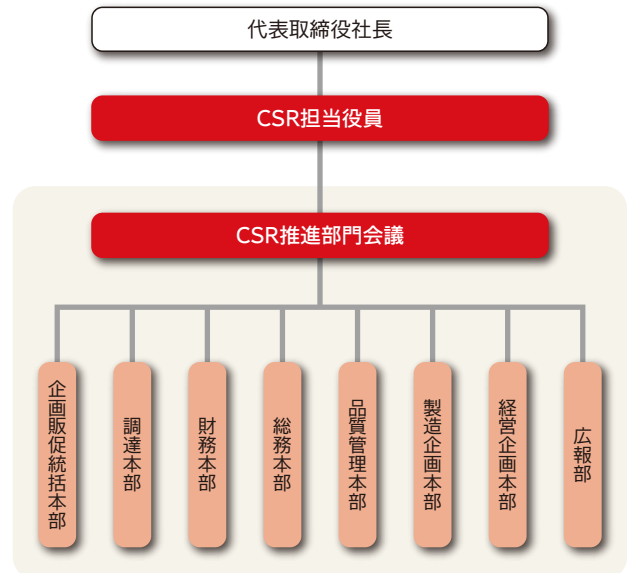 代表取締役社長
CSR担当役員
CSR推進部門会議
企画販促統括本部
調達本部
財務本部
総務本部
品質管理本部
製造企画本部
経営企画本部
広報部